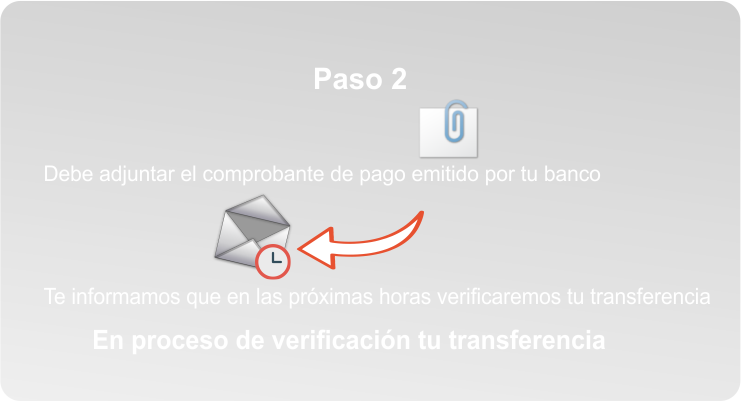 Paso 2
Debe adjuntar el comprobante de pago emitido por tu banco
Te informamos que en las próximas horas verificaremos tu transferencia
En proceso de verificación tu transferencia